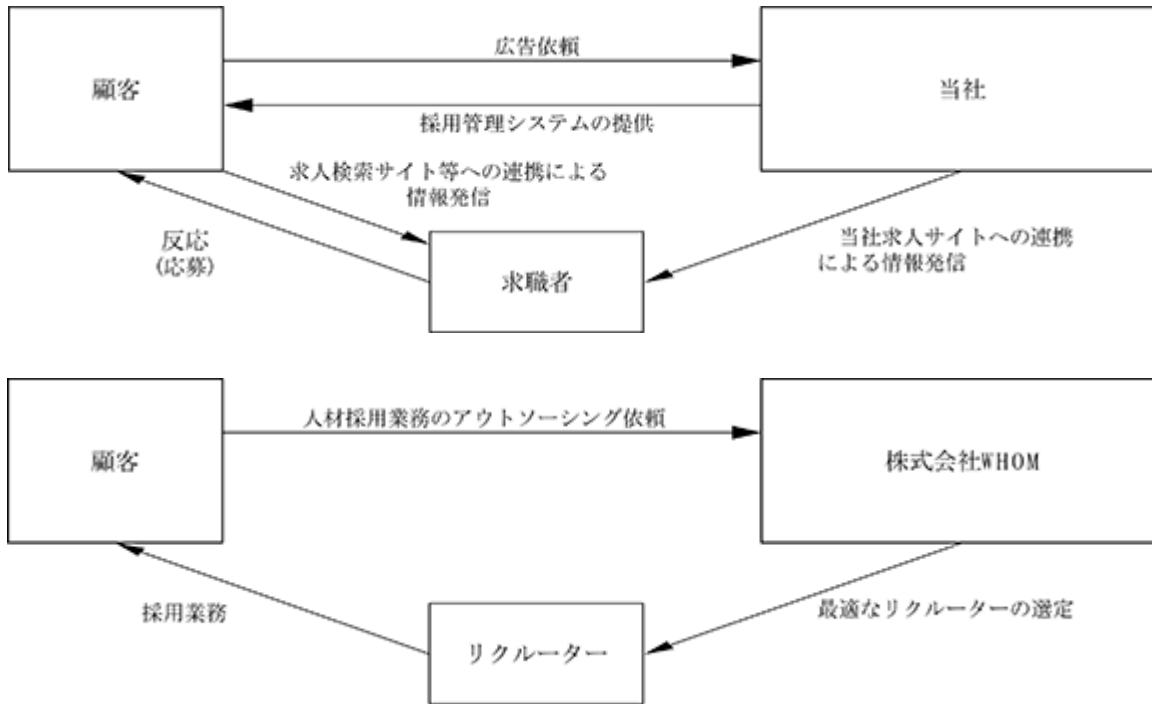 広告依頼
顧客
当社
採用管理システムの提供
求人検索サイト等への連携による
情報発信
反応
(応募)
当社求人サイトへの連携
による情報発信
求職者
人材採用業務のアウトソーシング依頼
顧客
株式会社WHOM
採用業務
最適なリクルーターの選定
リクルーター